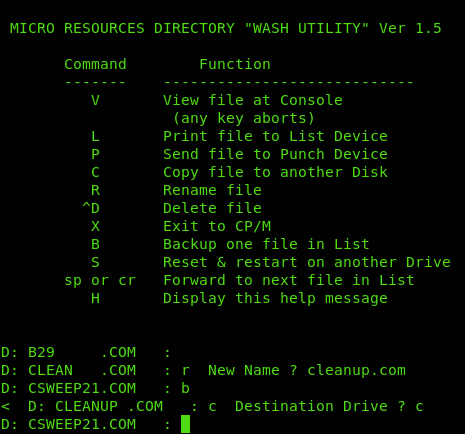 MICRO RESOURCES DIRECTORY "WASH UTILITY" Ver 1.5
Command Function
------- ----------------------------
V View file at Console
(any key aborts)
L Print file to List Device
P Send file to Punch Device
C Copy file to another Disk
R Rename file
^D Delete file
X Exit to CP/M
B Backup one file in List
S Reset & restart on another Drive
sp or cr Forward to next file in List
H Display this help message
D: B29 .COM :
D: CLEAN .COM : r New Name ? cleanup.com
D: CSWEEP21.COM : b
< D: CLEANUP .COM : c Destination Drive ? c
D: CSWEEP21.COM :